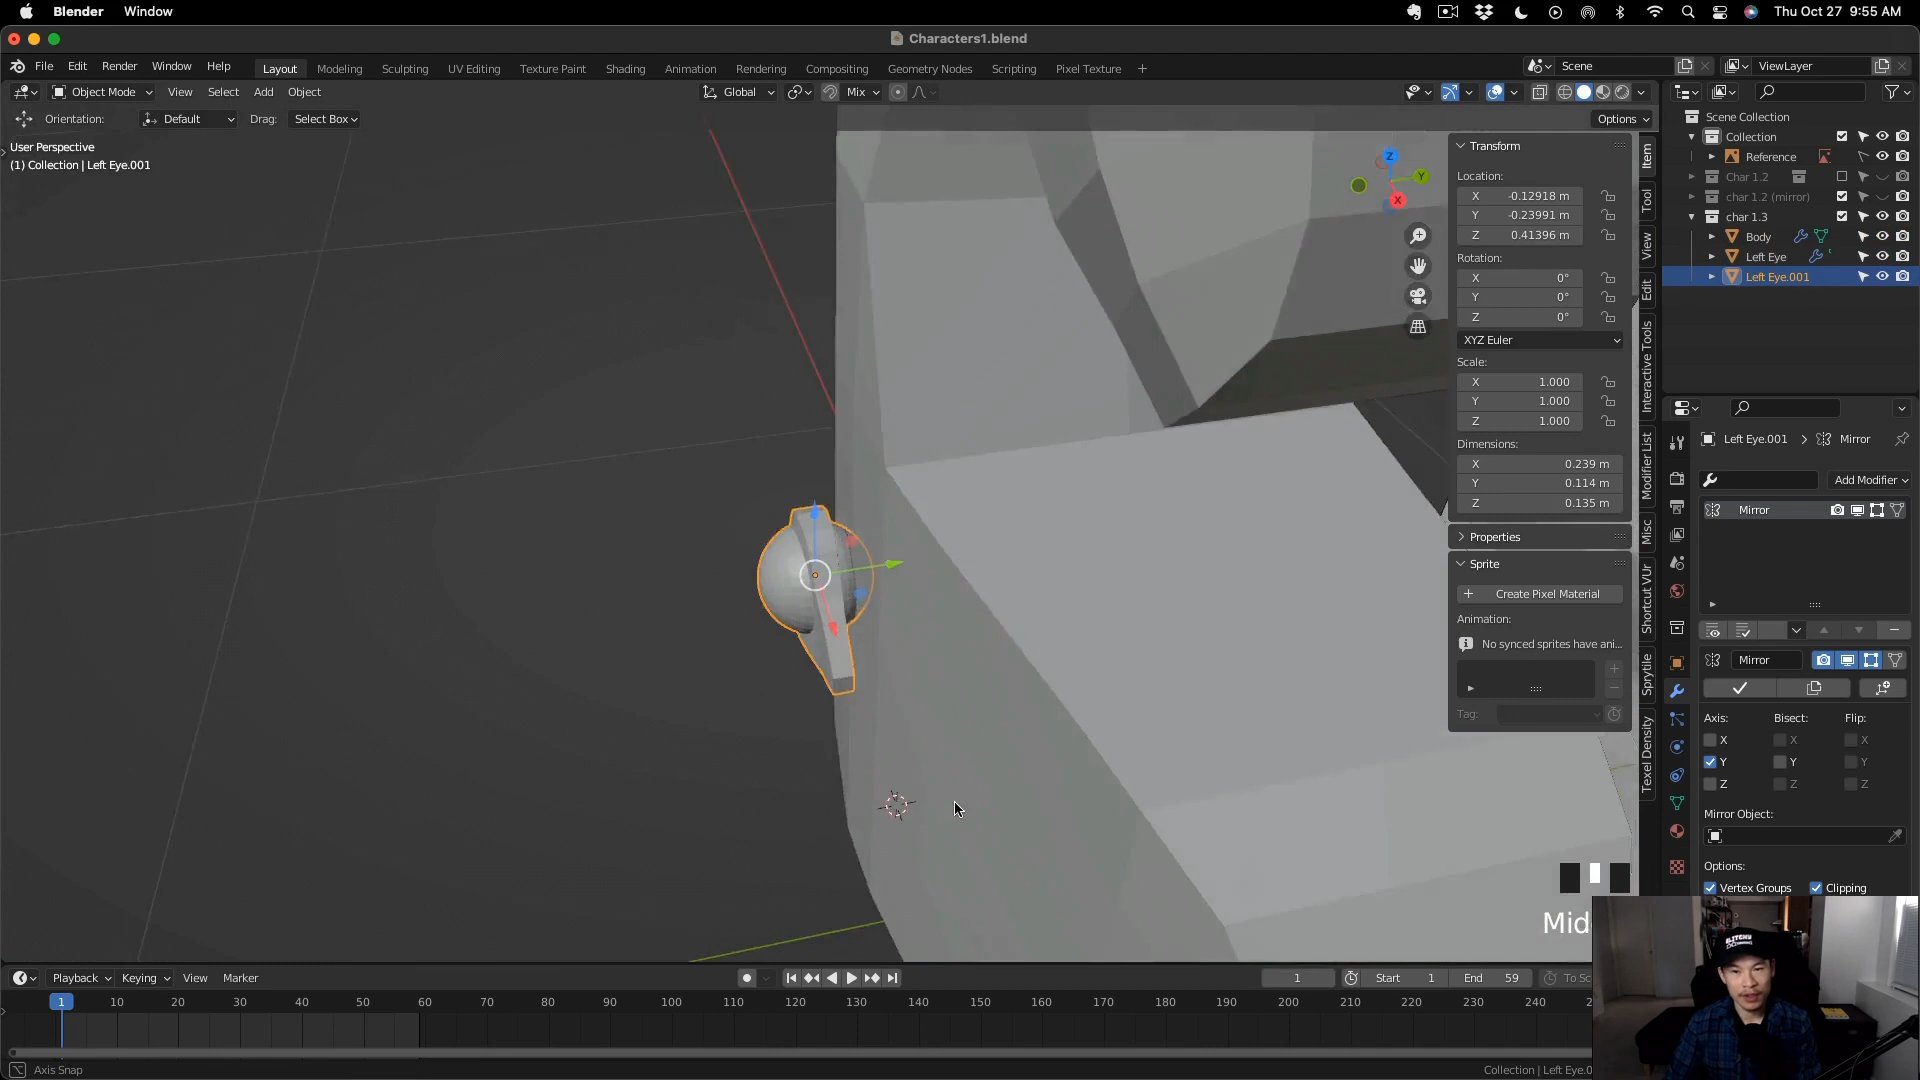 Blender Window
Thu Oct 27 9:55 AM
Characters1.blend
File Edit Render Window Help
Layout Modeling Sculpting UV Editing Texture Paint Shading Animation Rendering Compositing Geometry Nodes Scripting Pixel Texture +
Scene
ViewLayer
Object Mode View Select Add Object
Global
Mix
Orientation: Default Drag: Select Box
Options
User Perspective
(1) Collection | Left Eye.001
Z
Y
X
Transform
Location:
X -0.12918 m
Y -0.23991 m
Z 0.41396 m
Rotation:
X 0°
Y 0°
Z 0°
XYZ Euler
Scale:
X 1.000
Y 1.000
Z 1.000
Dimensions:
X 0.239 m
Y 0.114 m
Z 0.135 m
Properties
Sprite
+ Create Pixel Material
Animation:
No synced sprites have ani...
Tag:
Item
Tool
View
Edit
Interactive Tools
Modifier List
Misc
Shortcut VUr
Sprytile
Texel Density
Scene Collection
Collection
Reference
Char 1.2
char 1.2 (mirror)
char 1.3
Body
Left Eye
Left Eye.001
Left Eye.001 Mirror
Add Modifier
Mirror
Mirror
Axis: Bisect: Flip:
X X X
Y Y Y
Z Z Z
Mirror Object:
Options:
Vertex Groups Clipping
Mid
Playback Keying View Marker
1 Start 1 End 59 To Sc
1 10 20 30 40 50 60 70 80 90 100 110 120 130 140 150 160 170 180 190 200 210 220 230 240 2
Axis Snap
Collection | Left Eye.0